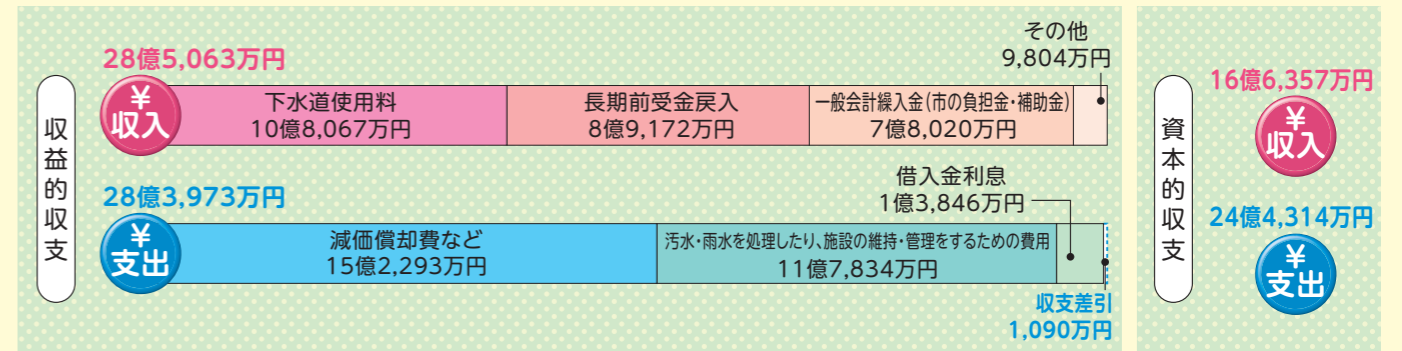 収益的収支
28億5,063万円
¥
収入
下水道使用料
10億8,067万円
長期前受金戻入
8億9,172万円
一般会計繰入金(市の負担金・補助金)
7億8,020万円
その他
9,804万円
28億3,973万円
¥
支出
減価償却費など
15億2,293万円
汚水・雨水を処理したり、施設の維持・管理をするための費用
11億7,834万円
借入金利息
1億3,846万円
収支差引
1,090万円
資本的収支
16億6,357万円
¥
収入
24億4,314万円
¥
支出